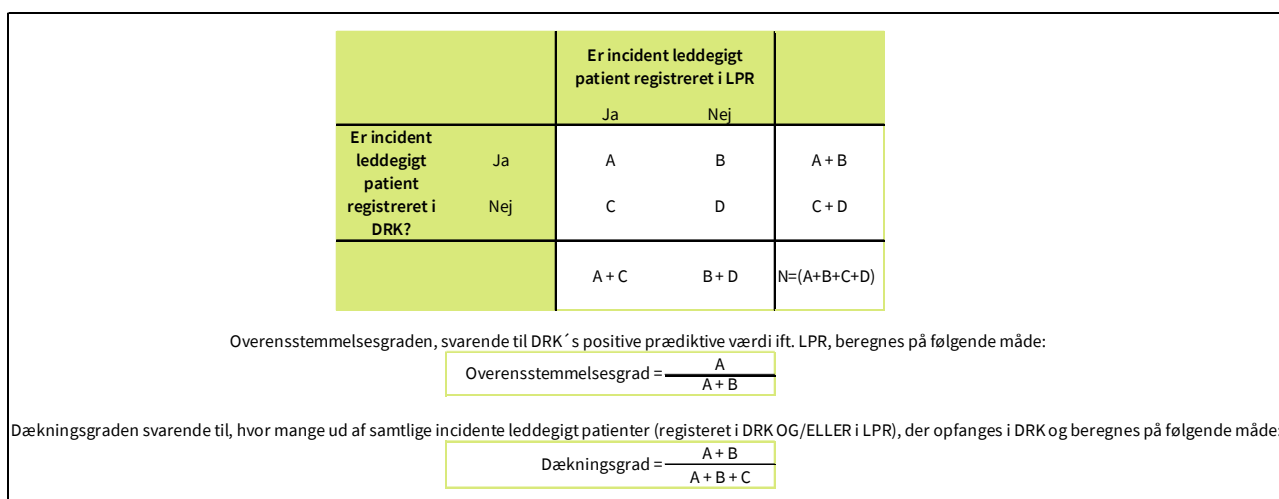 Er incident leddegigt
patient registreret i LPR
Ja Nej
Er incident
leddegigt
patient
registreret i
DRK?
Ja A B A + B
Nej C D C + D
A + C B + D N=(A+B+C+D)
Overensstemmelsesgraden, svarende til DRK´s positive prædiktive værdi ift. LPR, beregnes på følgende måde:
Overensstemmelsesgrad = A
A + B
Dækningsgraden svarende til, hvor mange ud af samtlige incidente leddegigt patienter (registeret i DRK OG/ELLER i LPR), der opfanges i DRK og beregnes på følgende måde:
Dækningsgrad = A + B
A + B + C